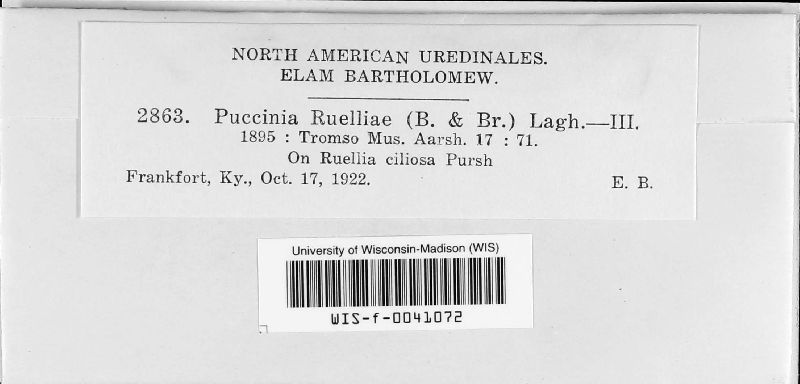 NORTH AMERICAN UREDINALES.
ELAM BARTHOLOMEW.
2863. Puccinia Ruelliae (B. & Br.) Lagh.—III.
1895 : Tromso Mus. Aarsh. 17 : 71.
On Ruellia ciliosa Pursh
Frankfort, Ky., Oct. 17, 1922. E. B.
University of Wisconsin-Madison (WIS)
WIS-f-0041072